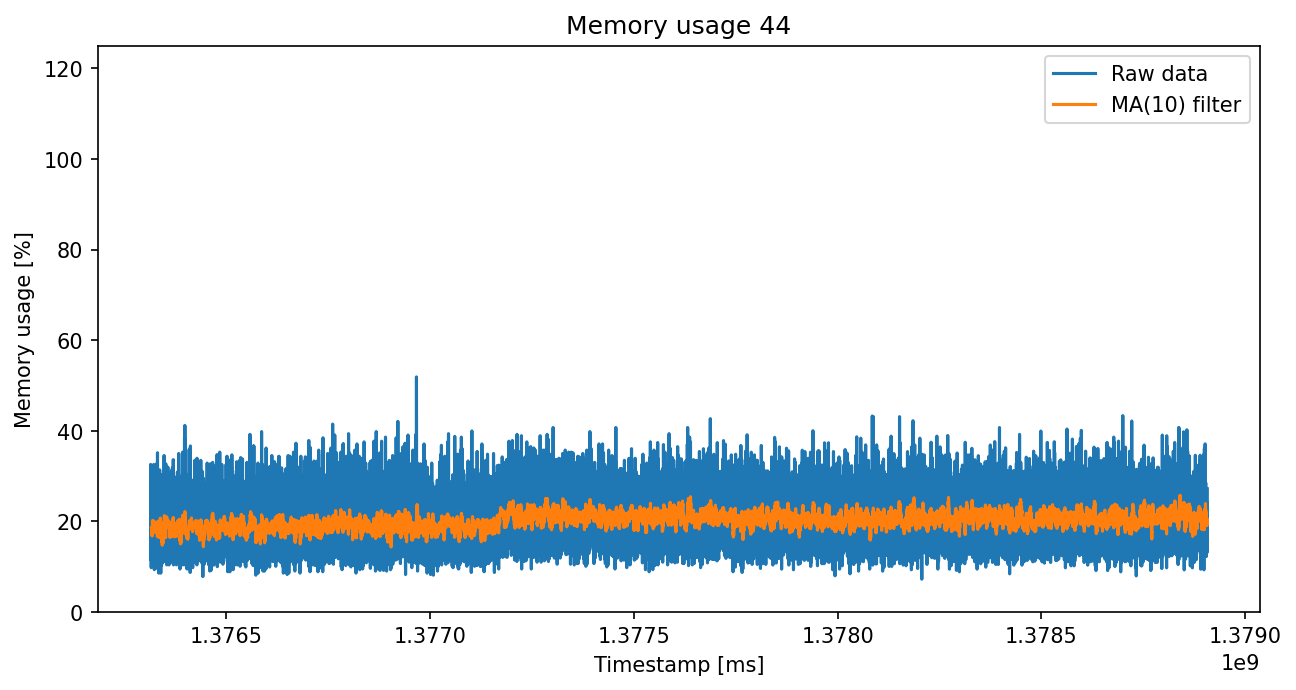 Memory usage 44
Raw data
MA(10) filter
Memory usage [%]
120
100
80
60
40
20
0
1.3765 1.3770 1.3775 1.3780 1.3785 1.3790
1e9
Timestamp [ms]